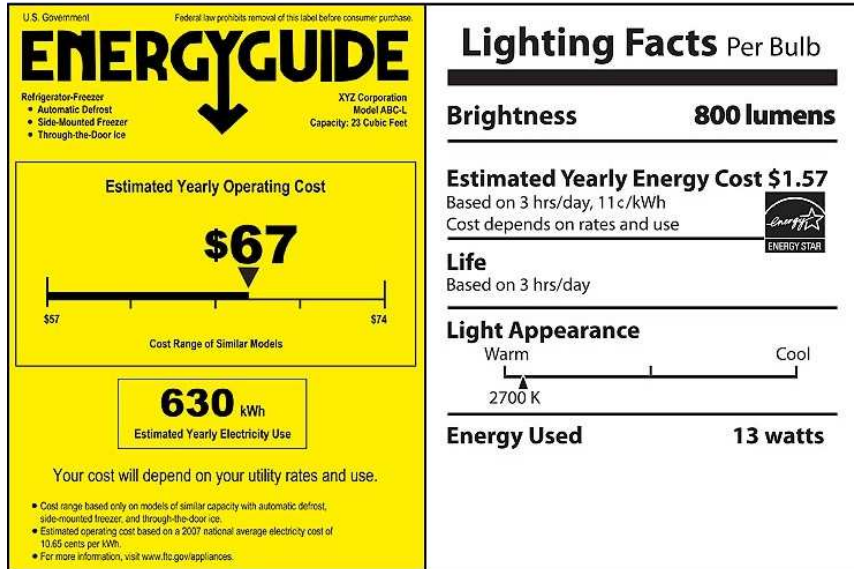 U.S. Government
Federal law prohibits removal of this label before consumer purchase.
ENERGYGUIDE
Refrigerator-Freezer
• Automatic Defrost
• Side-Mounted Freezer
• Through-the-Door Ice
XYZ Corporation
Model ABC-L
Capacity: 23 Cubic Feet
Estimated Yearly Operating Cost
$67
$57
$74
Cost Range of Similar Models
630 kWh
Estimated Yearly Electricity Use
Your cost will depend on your utility rates and use.
• Cost range based only on models of similar capacity with automatic defrost,
side-mounted freezer, and through-the-door ice.
• Estimated operating cost based on a 2007 national average electricity cost of
10.65 cents per kWh.
• For more information, visit www.ftc.gov/appliances.
Lighting Facts Per Bulb
Brightness 800 lumens
Estimated Yearly Energy Cost $1.57
Based on 3 hrs/day, 11c/kWh
Cost depends on rates and use
energy
ENERGY STAR
Life
Based on 3 hrs/day
Light Appearance
Warm Cool
2700 K
Energy Used 13 watts